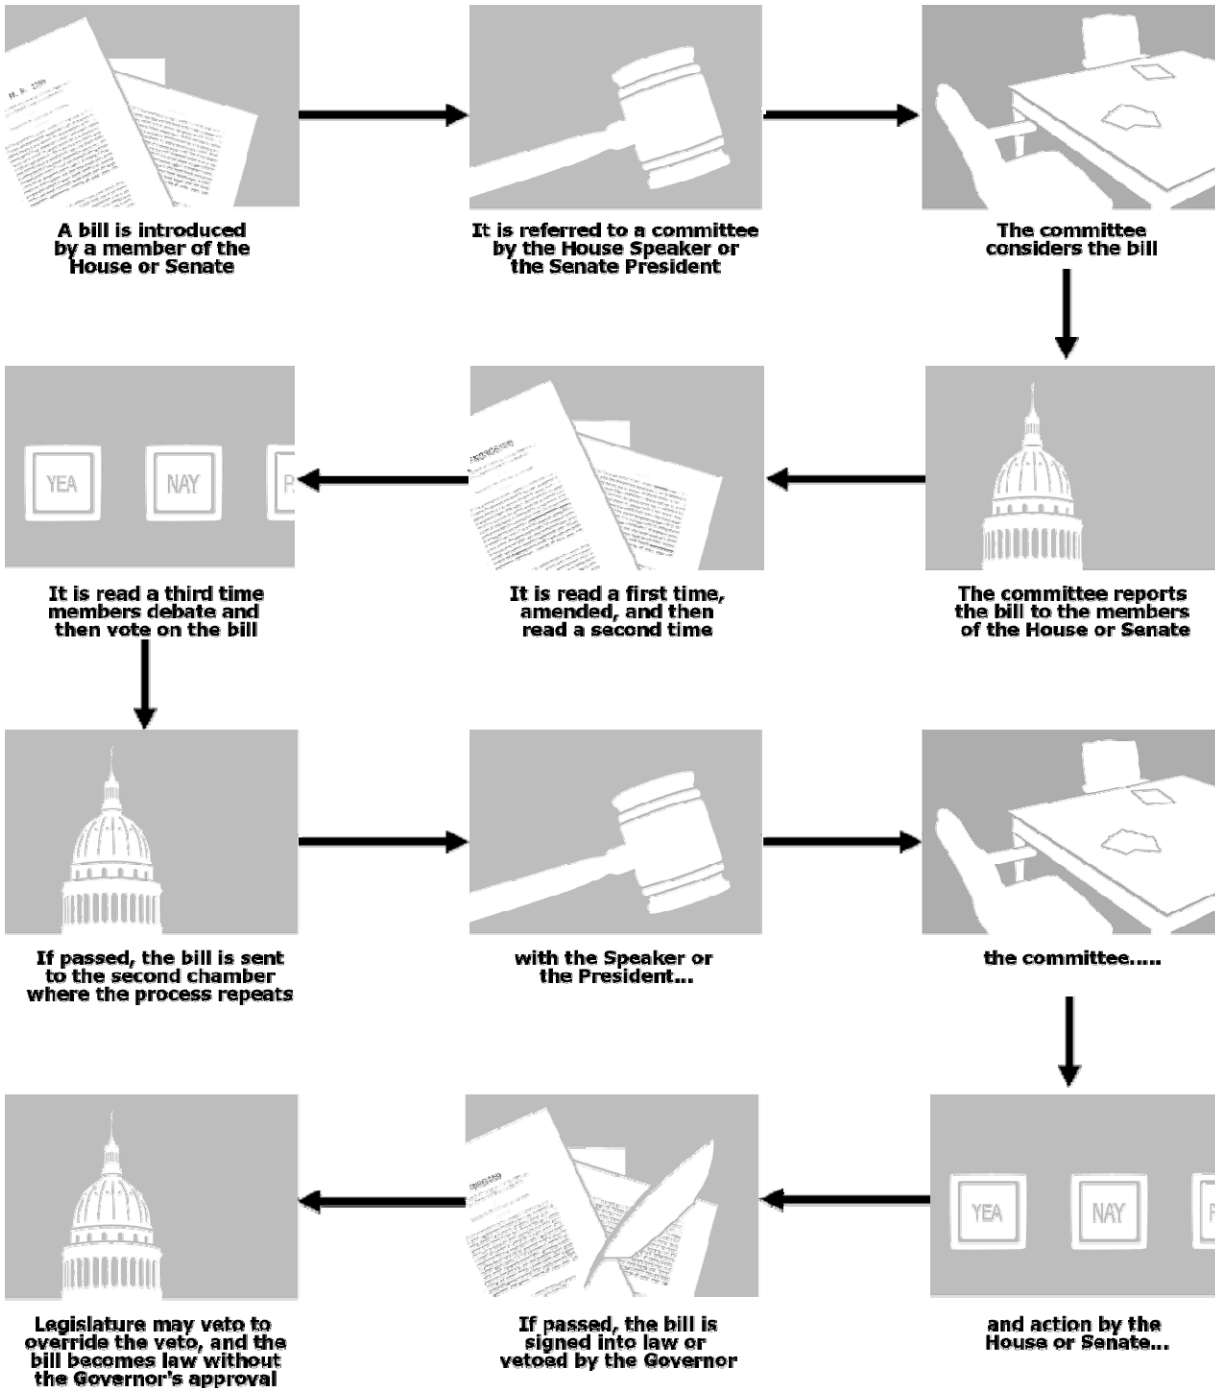 A bill is introduced
by a member of the
House or Senate
It is referred to a committee
by the House Speaker or
the Senate President
The committee
considers the bill
The committee reports
the bill to the members
of the House or Senate
It is read a first time,
amended, and then
read a second time
YEA
NAY
P
It is read a third time
members debate and
then vote on the bill
If passed, the bill is sent
to the second chamber
where the process repeats
with the Speaker or
the President...
the committee.....
YEA
NAY
and action by the
House or Senate...
If passed, the bill is
signed into law or
vetoed by the Governor
Legislature may veto to
override the veto, and the
bill becomes law without
the Governor's approval